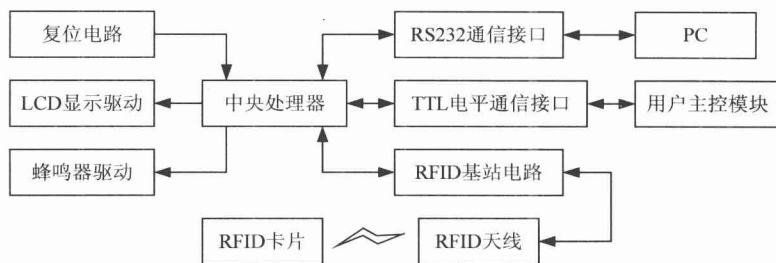 复位电路
RS232通信接口
PC
LCD显示驱动
中央处理器
TTL电平通信接口
用户主控模块
蜂鸣器驱动
RFID基站电路
RFID卡片
RFID天线